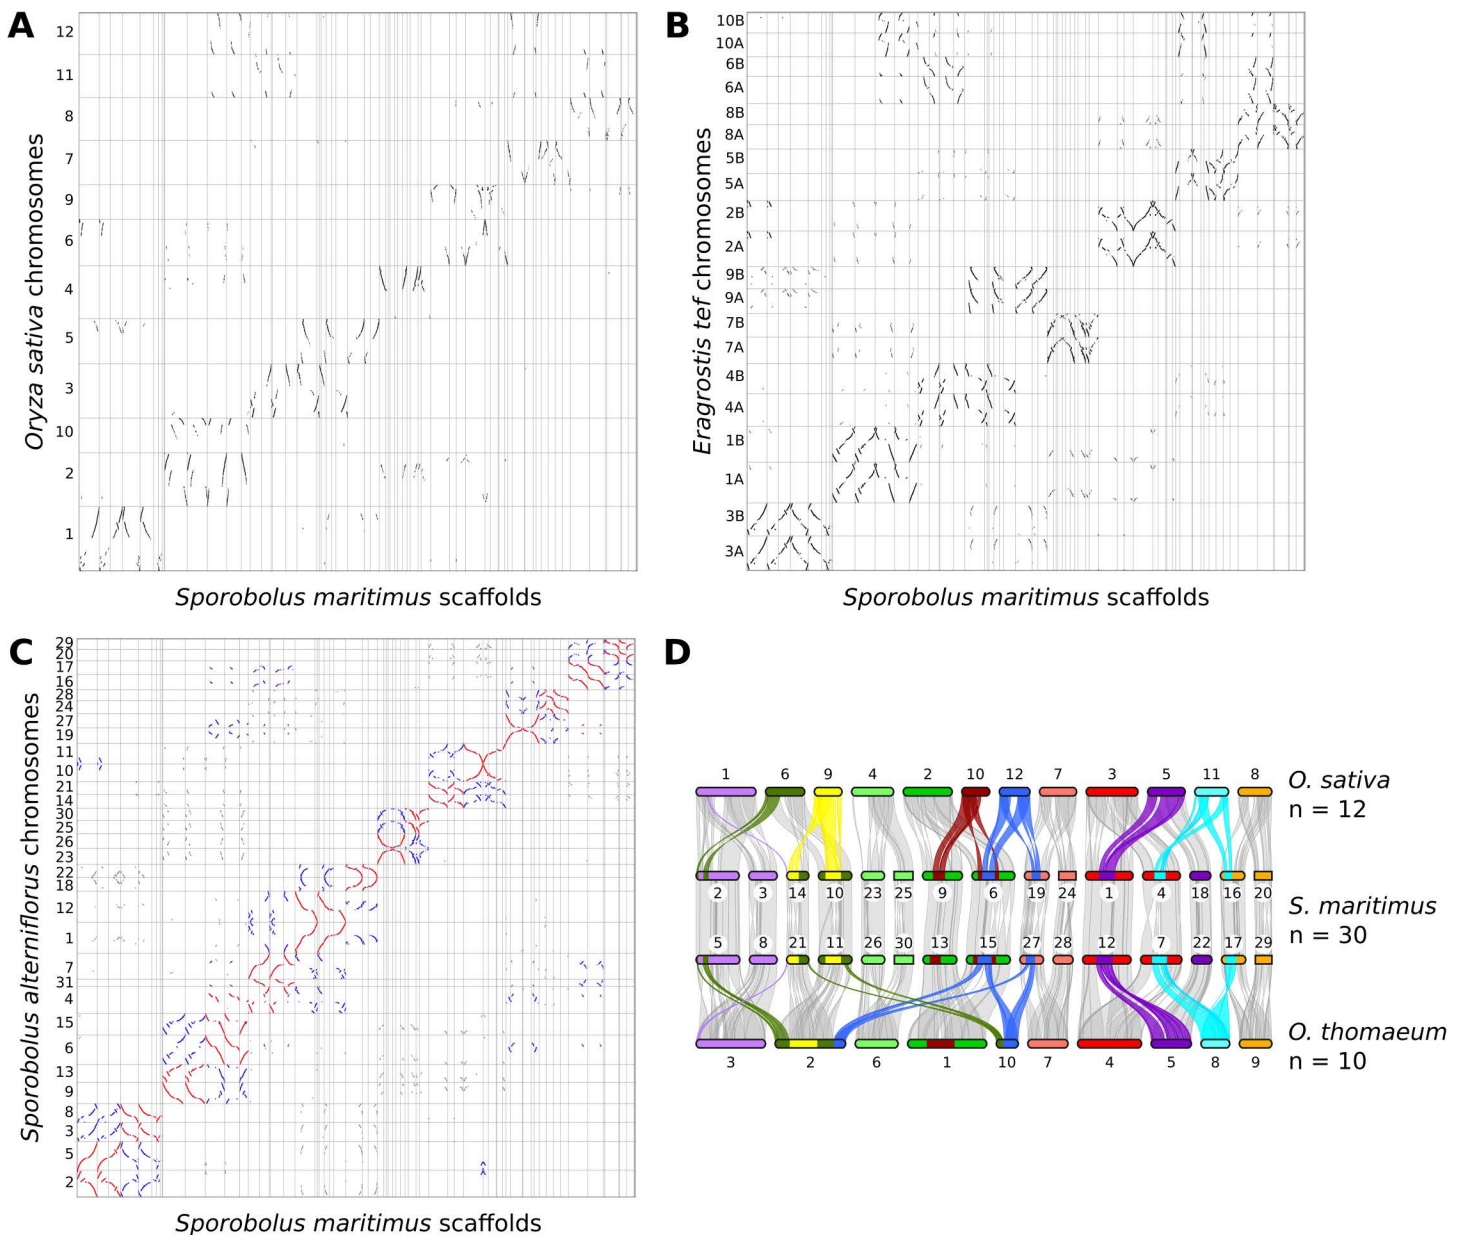 A
Oryza sativa chromosomes
12
11
8
7
9
6
4
5
3
10
2
1
Sporobolus maritimus scaffolds
B
Eragrostis tef chromosomes
10B
10A
6B
6A
8B
8A
5B
5A
2B
2A
9B
9A
7B
7A
4B
4A
1B
1A
3B
3A
Sporobolus maritimus scaffolds
C
Sporobolus alterniflorus chromosomes
29
20
17
16
28
24
27
19
11
10
21
14
30
25
26
23
22
18
12
1
7
31
4
15
6
13
9
8
3
5
2
Sporobolus maritimus scaffolds
D
1 6 9 4 2 10 12 7 3 5 11 8
O. sativa
n = 12
2 3 14 10 23 25 9 6 19 24 1 4 18 16 20
S. maritimus
n = 30
5 8 21 11 26 30 13 15 27 28 12 7 22 17 29
O. thomaeum
n = 10
3 2 6 1 10 7 4 5 8 9